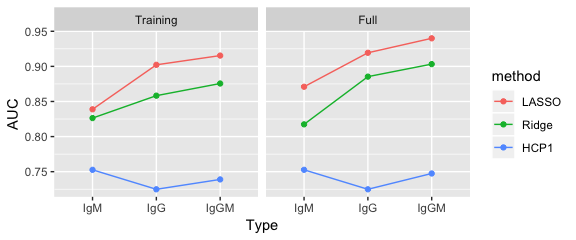 Training Full
AUC
0.95
0.90
0.85
0.80
0.75
IgM IgG IgGM IgM IgG IgGM
Type
method
LASSO
Ridge
HCP1